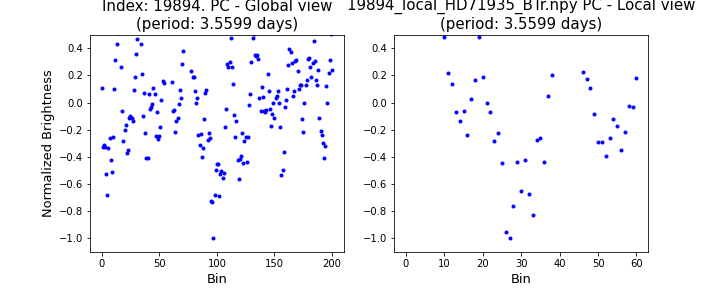 Index: 19894. PC - Global view
(period: 3.5599 days)
19894_local_HD71935_BTr.npy PC - Local view
(period: 3.5599 days)
Normalized Brightness
0.4
0.2
0.0
−0.2
−0.4
−0.6
−0.8
−1.0
0 50 100 150 200
Bin
0.4
0.2
0.0
−0.2
−0.4
−0.6
−0.8
−1.0
0 10 20 30 40 50 60
Bin